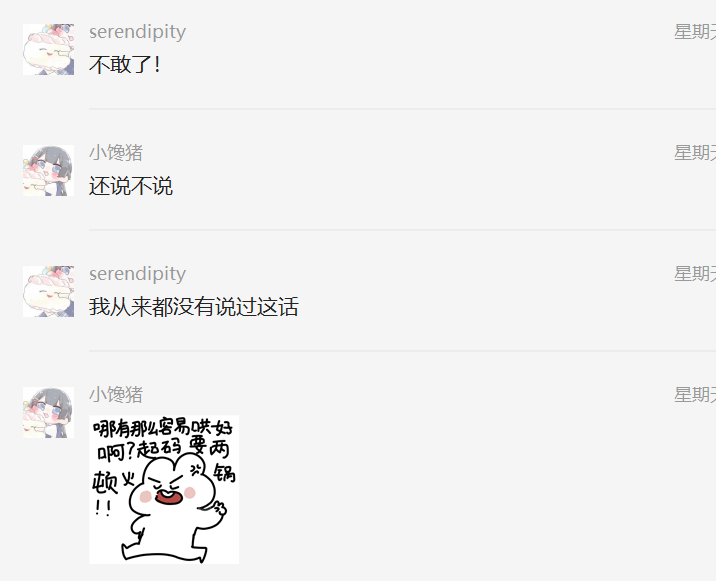 serendipity 星期天
不敢了！
小馋猪 星期天
还说不说
serendipity 星期天
我从来都没有说过这话
小馋猪 星期天
哪有那么容易哄好
啊?起码要两
顿火锅
!!